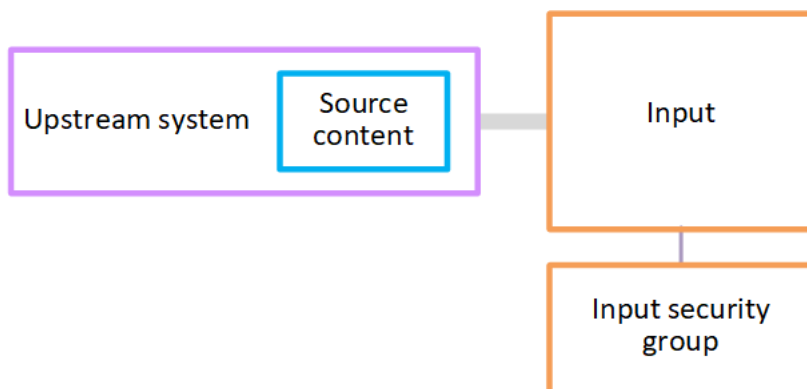 Upstream system
Source
content
Input
Input security
group